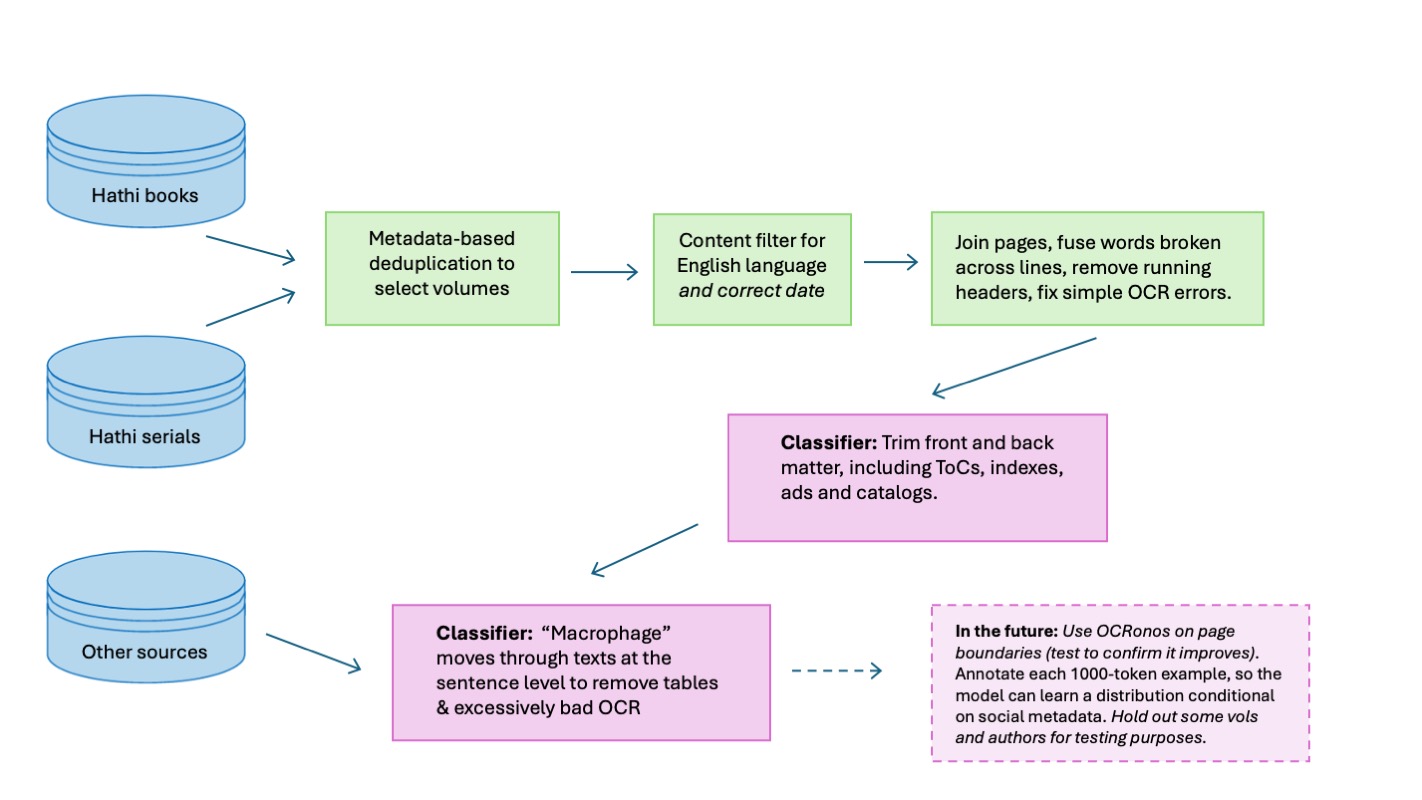 Hathi books
Metadata-based
deduplication to
select volumes
Content filter for
English language
and correct date
Join pages, fuse words broken
across lines, remove running
headers, fix simple OCR errors.
Hathi serials
Classifier: Trim front and back
matter, including ToCs, indexes,
ads and catalogs.
Other sources
Classifier:  “Macrophage”
moves through texts at the
sentence level to remove tables
& excessively bad OCR
In the future: Use OCRonos on page
boundaries (test to confirm it improves).
Annotate each 1000-token example, so the
model can learn a distribution conditional
on social metadata. Hold out some vols
and authors for testing purposes.